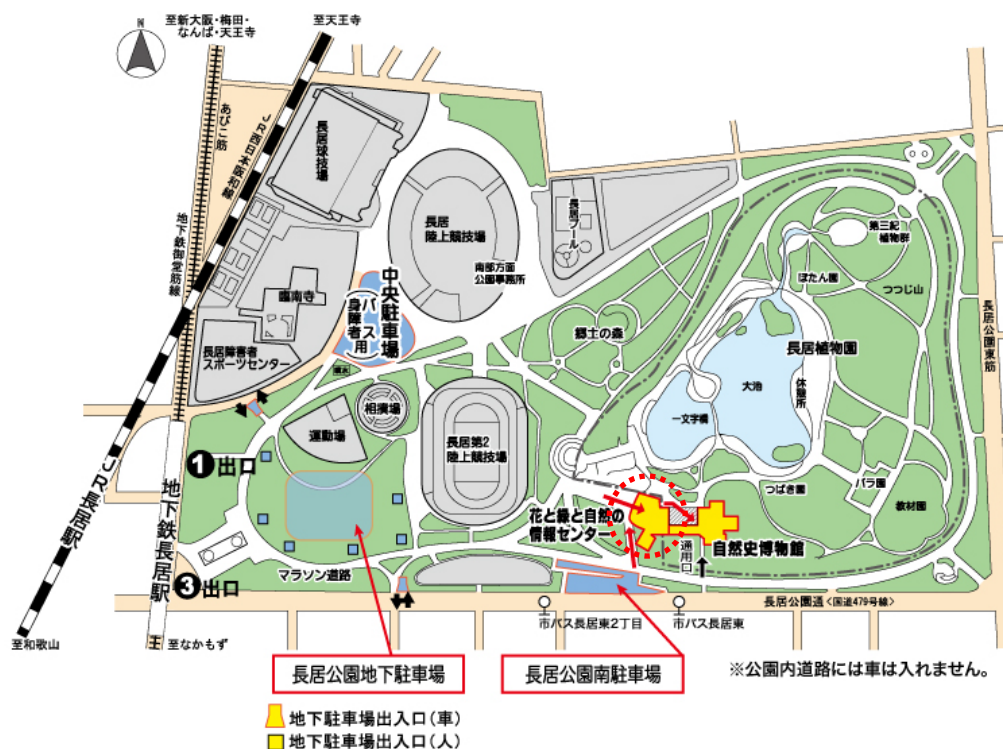 至新大阪・梅田・
なんば・天王寺
至天王寺
N
あびこ筋
JR西日本阪和線
地下鉄御堂筋線
長居球技場
長居
陸上競技場
南部方面
公園事務所
長居プール
第三紀
植物群
ぼたん園
つつじ山
長居公園東筋
臨南寺
中央駐車場
(バス
身障者用)
郷土の森
長居植物園
大池
休憩所
一文字橋
長居障害者
スポーツセンター
相撲場
運動場
長居第2
陸上競技場
1出口
つばき園
バラ園
教材園
花と緑と自然の
情報センター
自然史博物館
通用口
JR長居駅
地下鉄長居駅
3出口
マラソン道路
長居公園通<国道479号線>
市バス長居東2丁目
市バス長居東
至和歌山
至なかもず
長居公園地下駐車場
長居公園南駐車場
※公園内道路には車は入れません。
地下駐車場出入口(車)
地下駐車場出入口(人)